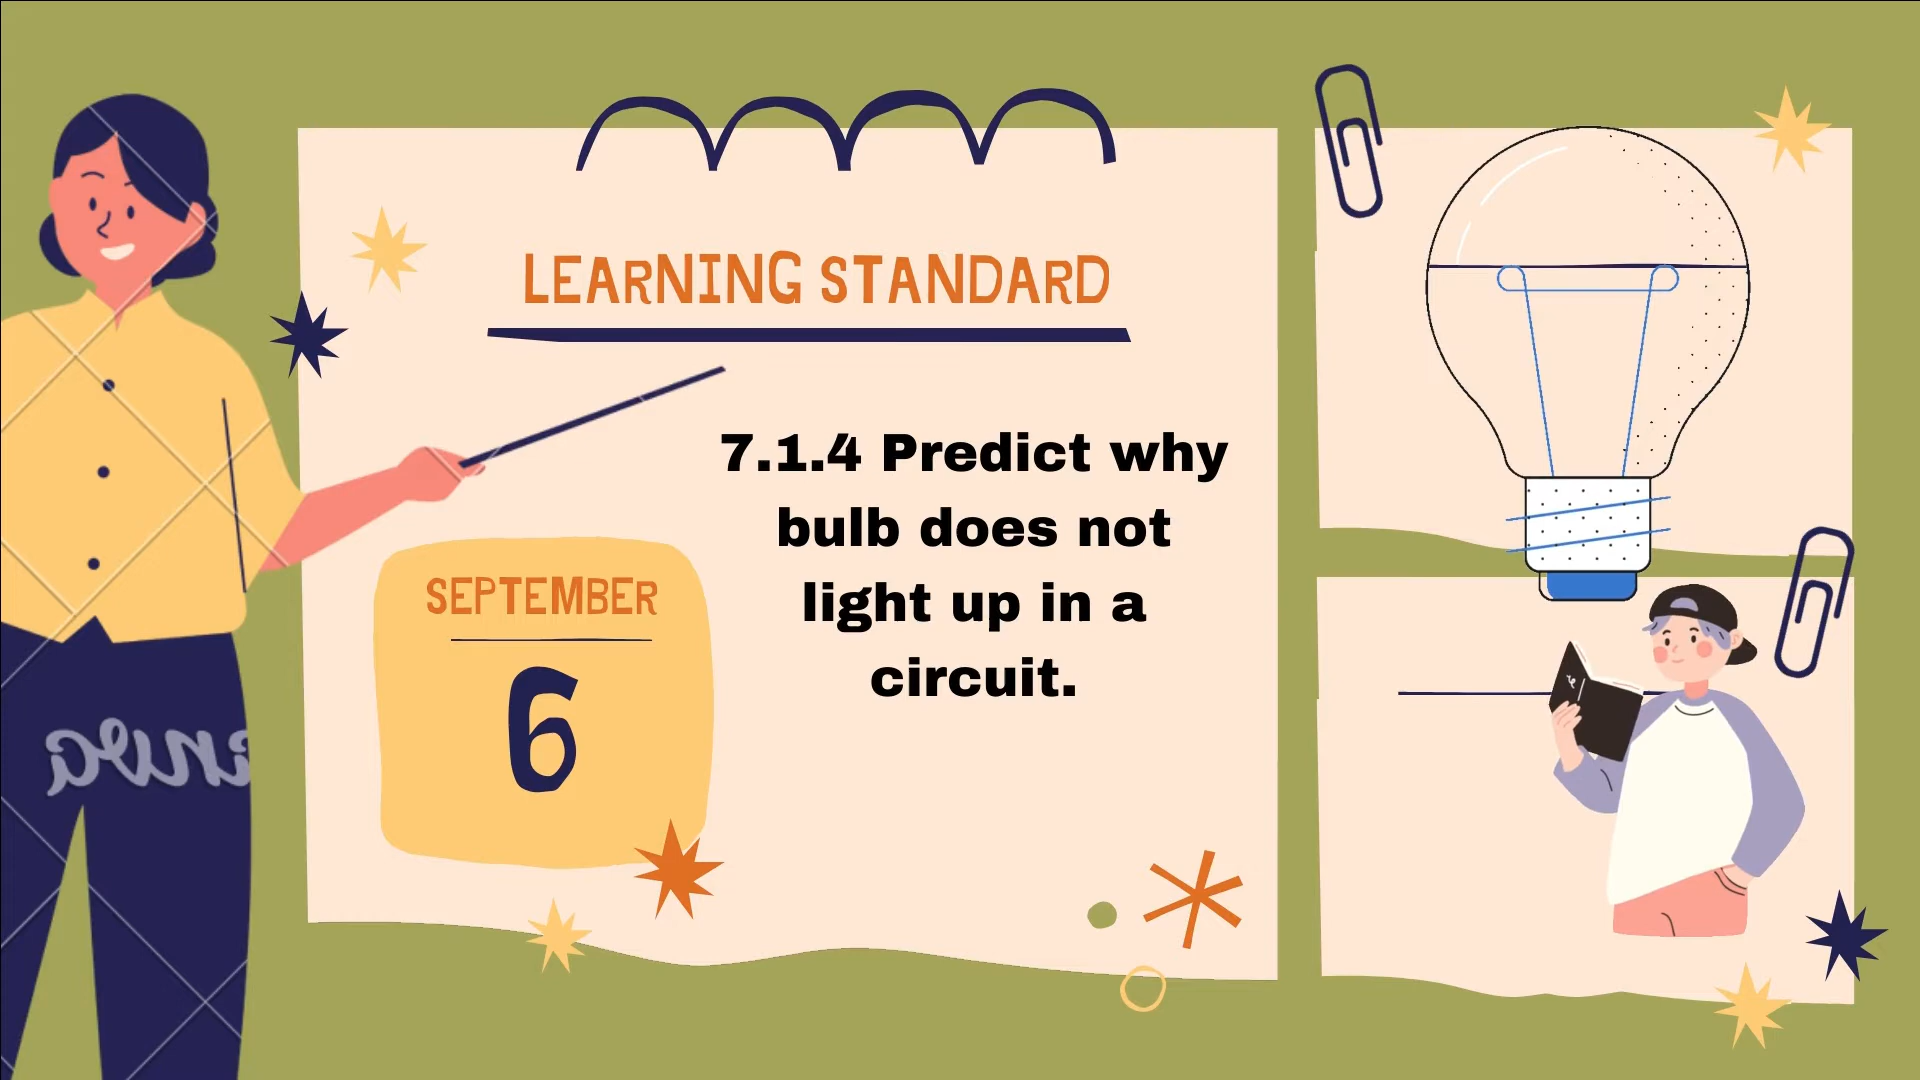 LEARNING STANDARD
7.1.4 Predict why
bulb does not
light up in a
circuit.
SEPTEMBER
6